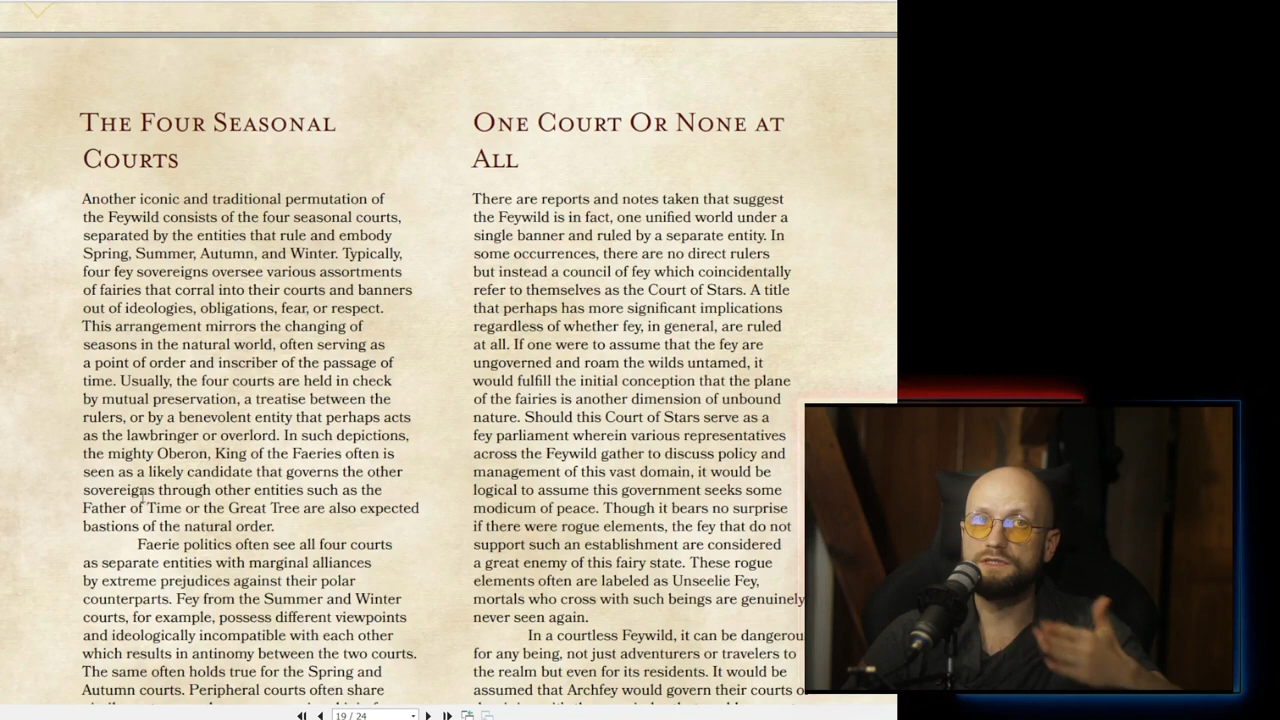 The Four Seasonal
Courts
Another iconic and traditional permutation of
the Feywild consists of the four seasonal courts,
separated by the entities that rule and embody
Spring, Summer, Autumn, and Winter. Typically,
four fey sovereigns oversee various assortments
of fairies that corral into their courts and banners
out of ideologies, obligations, fear, or respect.
This arrangement mirrors the changing of
seasons in the natural world, often serving as
a point of order and inscriber of the passage of
time. Usually, the four courts are held in check
by mutual preservation, a treatise between the
rulers, or by a benevolent entity that perhaps acts
as the lawbringer or overlord. In such depictions,
the mighty Oberon, King of the Faeries often is
seen as a likely candidate that governs the other
sovereigns through other entities such as the
Father of Time or the Great Tree are also expected
bastions of the natural order.
Faerie politics often see all four courts
as separate entities with marginal alliances
by extreme prejudices against their polar
counterparts. Fey from the Summer and Winter
courts, for example, possess different viewpoints
and ideologically incompatible with each other
which results in antinomy between the two courts.
The same often holds true for the Spring and
Autumn courts. Peripheral courts often share
One Court Or None at
All
There are reports and notes taken that suggest
the Feywild is in fact, one unified world under a
single banner and ruled by a separate entity. In
some occurrences, there are no direct rulers
but instead a council of fey which coincidentally
refer to themselves as the Court of Stars. A title
that perhaps has more significant implications
regardless of whether fey, in general, are ruled
at all. If one were to assume that the fey are
ungoverned and roam the wilds untamed, it
would fulfill the initial conception that the plane
of the fairies is another dimension of unbound
nature. Should this Court of Stars serve as a
fey parliament wherein various representatives
across the Feywild gather to discuss policy and
management of this vast domain, it would be
logical to assume this government seeks some
modicum of peace. Though it bears no surprise
if there were rogue elements, the fey that do not
support such an establishment are considered
a great enemy of this fairy state. These rogue
elements often are labeled as Unseelie Fey,
mortals who cross with such beings are genuinely
never seen again.
In a courtless Feywild, it can be dangerou
for any being, not just adventurers or travelers to
the realm but even for its residents. It would be
assumed that Archfey would govern their courts o
19 / 24